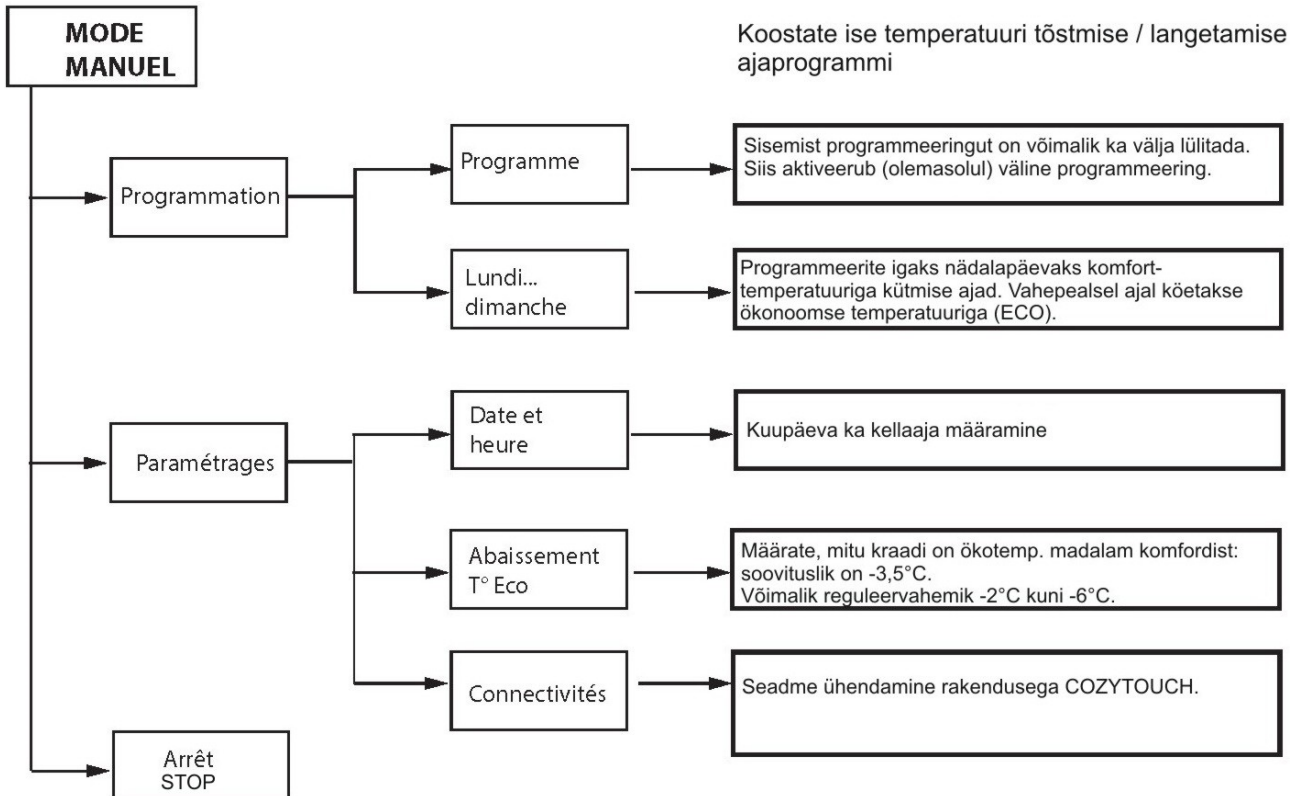 MODE
MANUEL
Koostate ise temperatuuri tõstmise / langetamise
ajaprogrammi
Programmation
Programme
Sisemist programmeeringut on võimalik ka välja lülitada.
Siis aktiveerub (olemasolul) väline programmeering.
Lundi...
dimanche
Programmeerite igaks nädalapäevaks komfort-
temperatuuriga kütmise ajad. Vahepealsel ajal köetakse
ökonoomse temperatuuriga (ECO).
Paramétrages
Date et
heure
Kuupäeva ka kellaaja määramine
Abaissement
T° Eco
Määrate, mitu kraadi on ökotemp. madalam komfordist:
soovituslik on -3,5°C.
Võimalik reguleervahemik -2°C kuni -6°C.
Connectivités
Seadme ühendamine rakendusega COZYTOUCH.
Arrêt
STOP